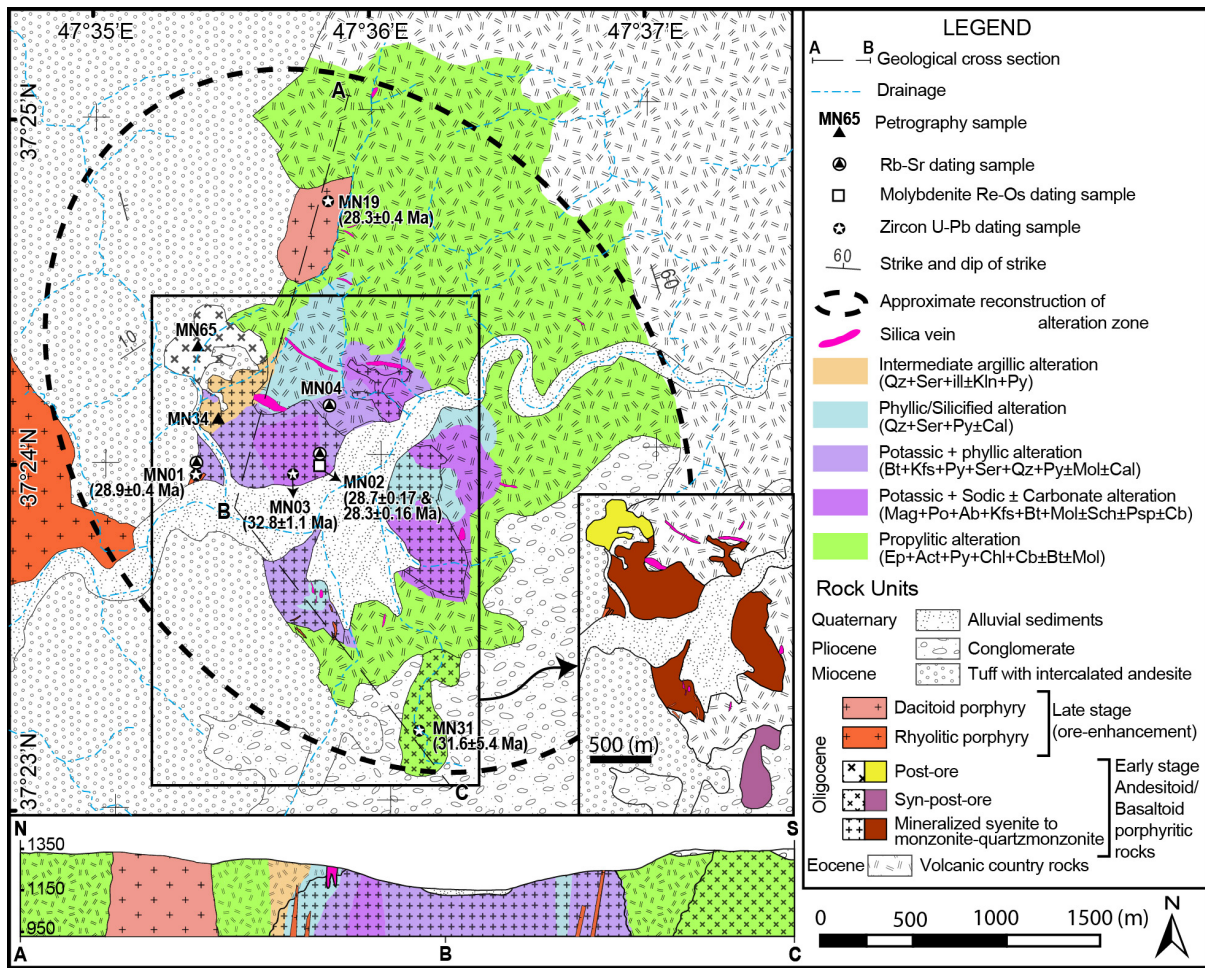 47°35'E
47°36'E
47°37'E
37°25'N
37°24'N
37°23'N
A
MN19
(28.3±0.4 Ma)
60
10
MN65
MN04
MN34
MN01
(28.9±0.4 Ma)
MN02
(28.7±0.17 &
28.3±0.16 Ma)
MN03
(32.8±1.1 Ma)
B
MN31
(31.6±5.4 Ma)
C
500 (m)
N
S
1350
1150
950
A
B
C
LEGEND
A B
Geological cross section
Drainage
MN65
Petrography sample
Rb-Sr dating sample
Molybdenite Re-Os dating sample
Zircon U-Pb dating sample
60
Strike and dip of strike
Approximate reconstruction of
alteration zone
Silica vein
Intermediate argillic alteration
(Qz+Ser+ill±Kln+Py)
Phyllic/Silicified alteration
(Qz+Ser+Py±Cal)
Potassic + phyllic alteration
(Bt+Kfs+Py+Ser+Qz+Py±Mol±Cal)
Potassic + Sodic ± Carbonate alteration
(Mag+Po+Ab+Kfs+Bt+Mol±Sch±Psp±Cb)
Propylitic alteration
(Ep+Act+Py+Chl+Cb±Bt±Mol)
Rock Units
Quaternary Alluvial sediments
Pliocene Conglomerate
Miocene Tuff with intercalated andesite
Oligocene
Dacitoid porphyry
Rhyolitic porphyry
Late stage
(ore-enhancement)
Post-ore
Syn-post-ore
Mineralized syenite to
monzonite-quartzmonzonite
Early stage
Andesitoid/
Basaltoid
porphyritic
rocks
Eocene Volcanic country rocks
0 500 1000 1500 (m)
N